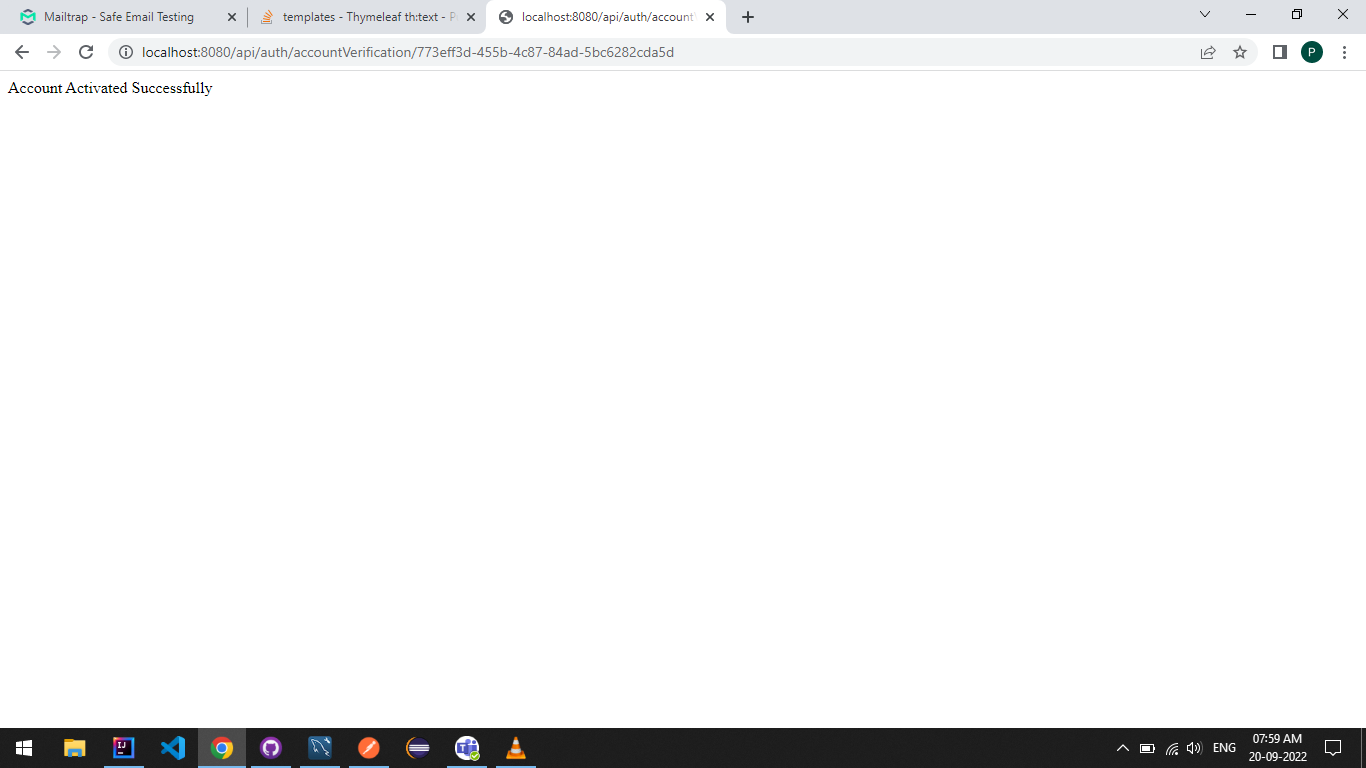 Mailtrap - Safe Email Testing
templates - Thymeleaf th:text - P
localhost:8080/api/auth/account
localhost:8080/api/auth/accountVerification/773eff3d-455b-4c87-84ad-5bc6282cda5d
P
Account Activated Successfully
IJ
ENG
07:59 AM
20-09-2022